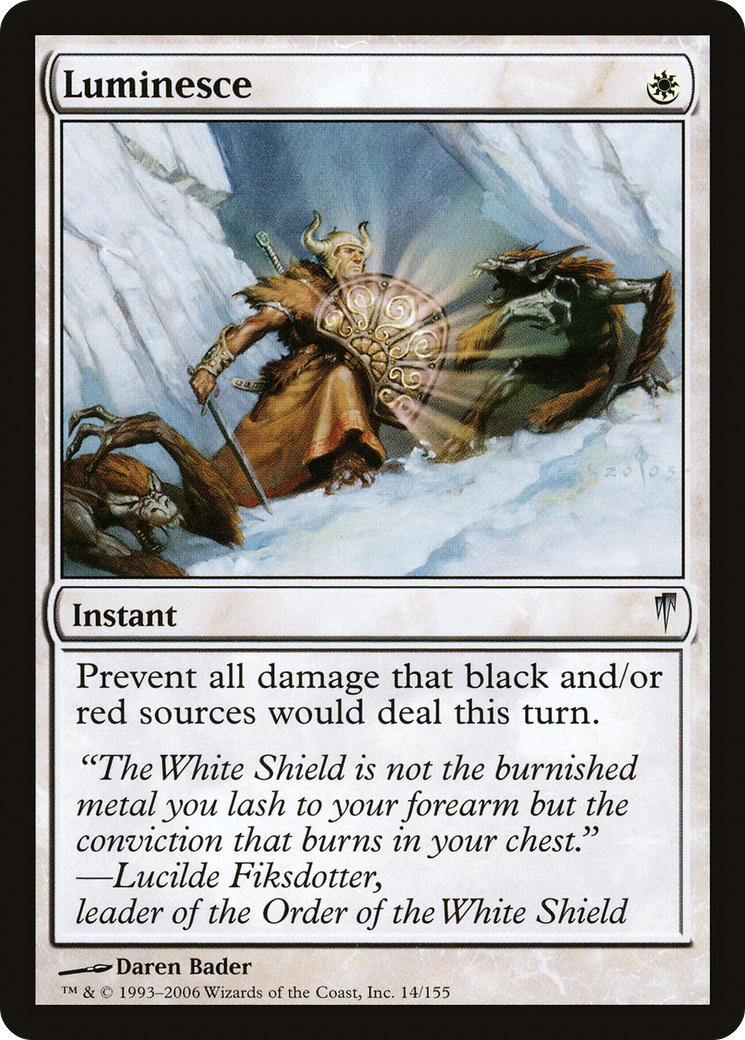 Luminesce
2005
Instant
Prevent all damage that black and/or
red sources would deal this turn.
“The White Shield is not the burnished
metal you lash to your forearm but the
conviction that burns in your chest.”
—Lucilde Fiksdotter,
leader of the Order of the White Shield
Daren Bader
™ & © 1993–2006 Wizards of the Coast, Inc. 14/155